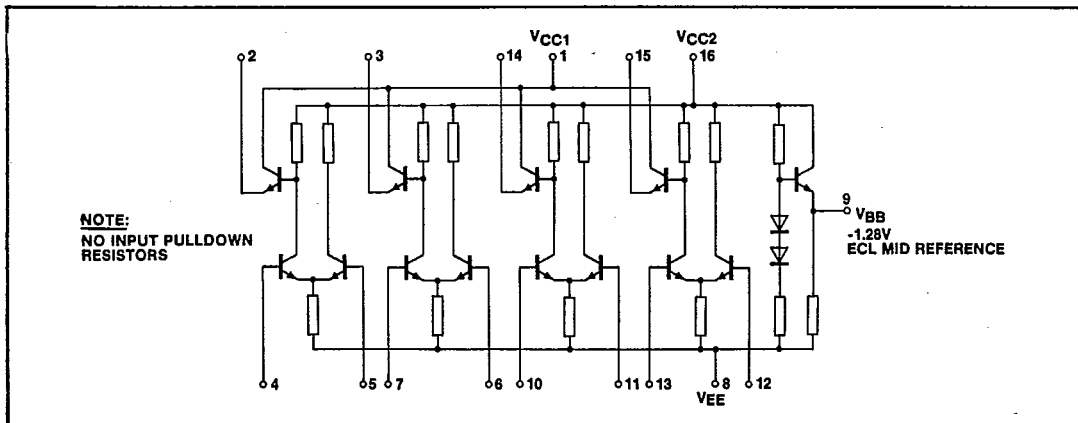 VCC1 VCC2
2 3 14 1 15 16
NOTE:
NO INPUT PULLDOWN
RESISTORS
9
VBB
-1.28V
ECL MID REFERENCE
4 5 7 6 10 11 13 8 12
VEE